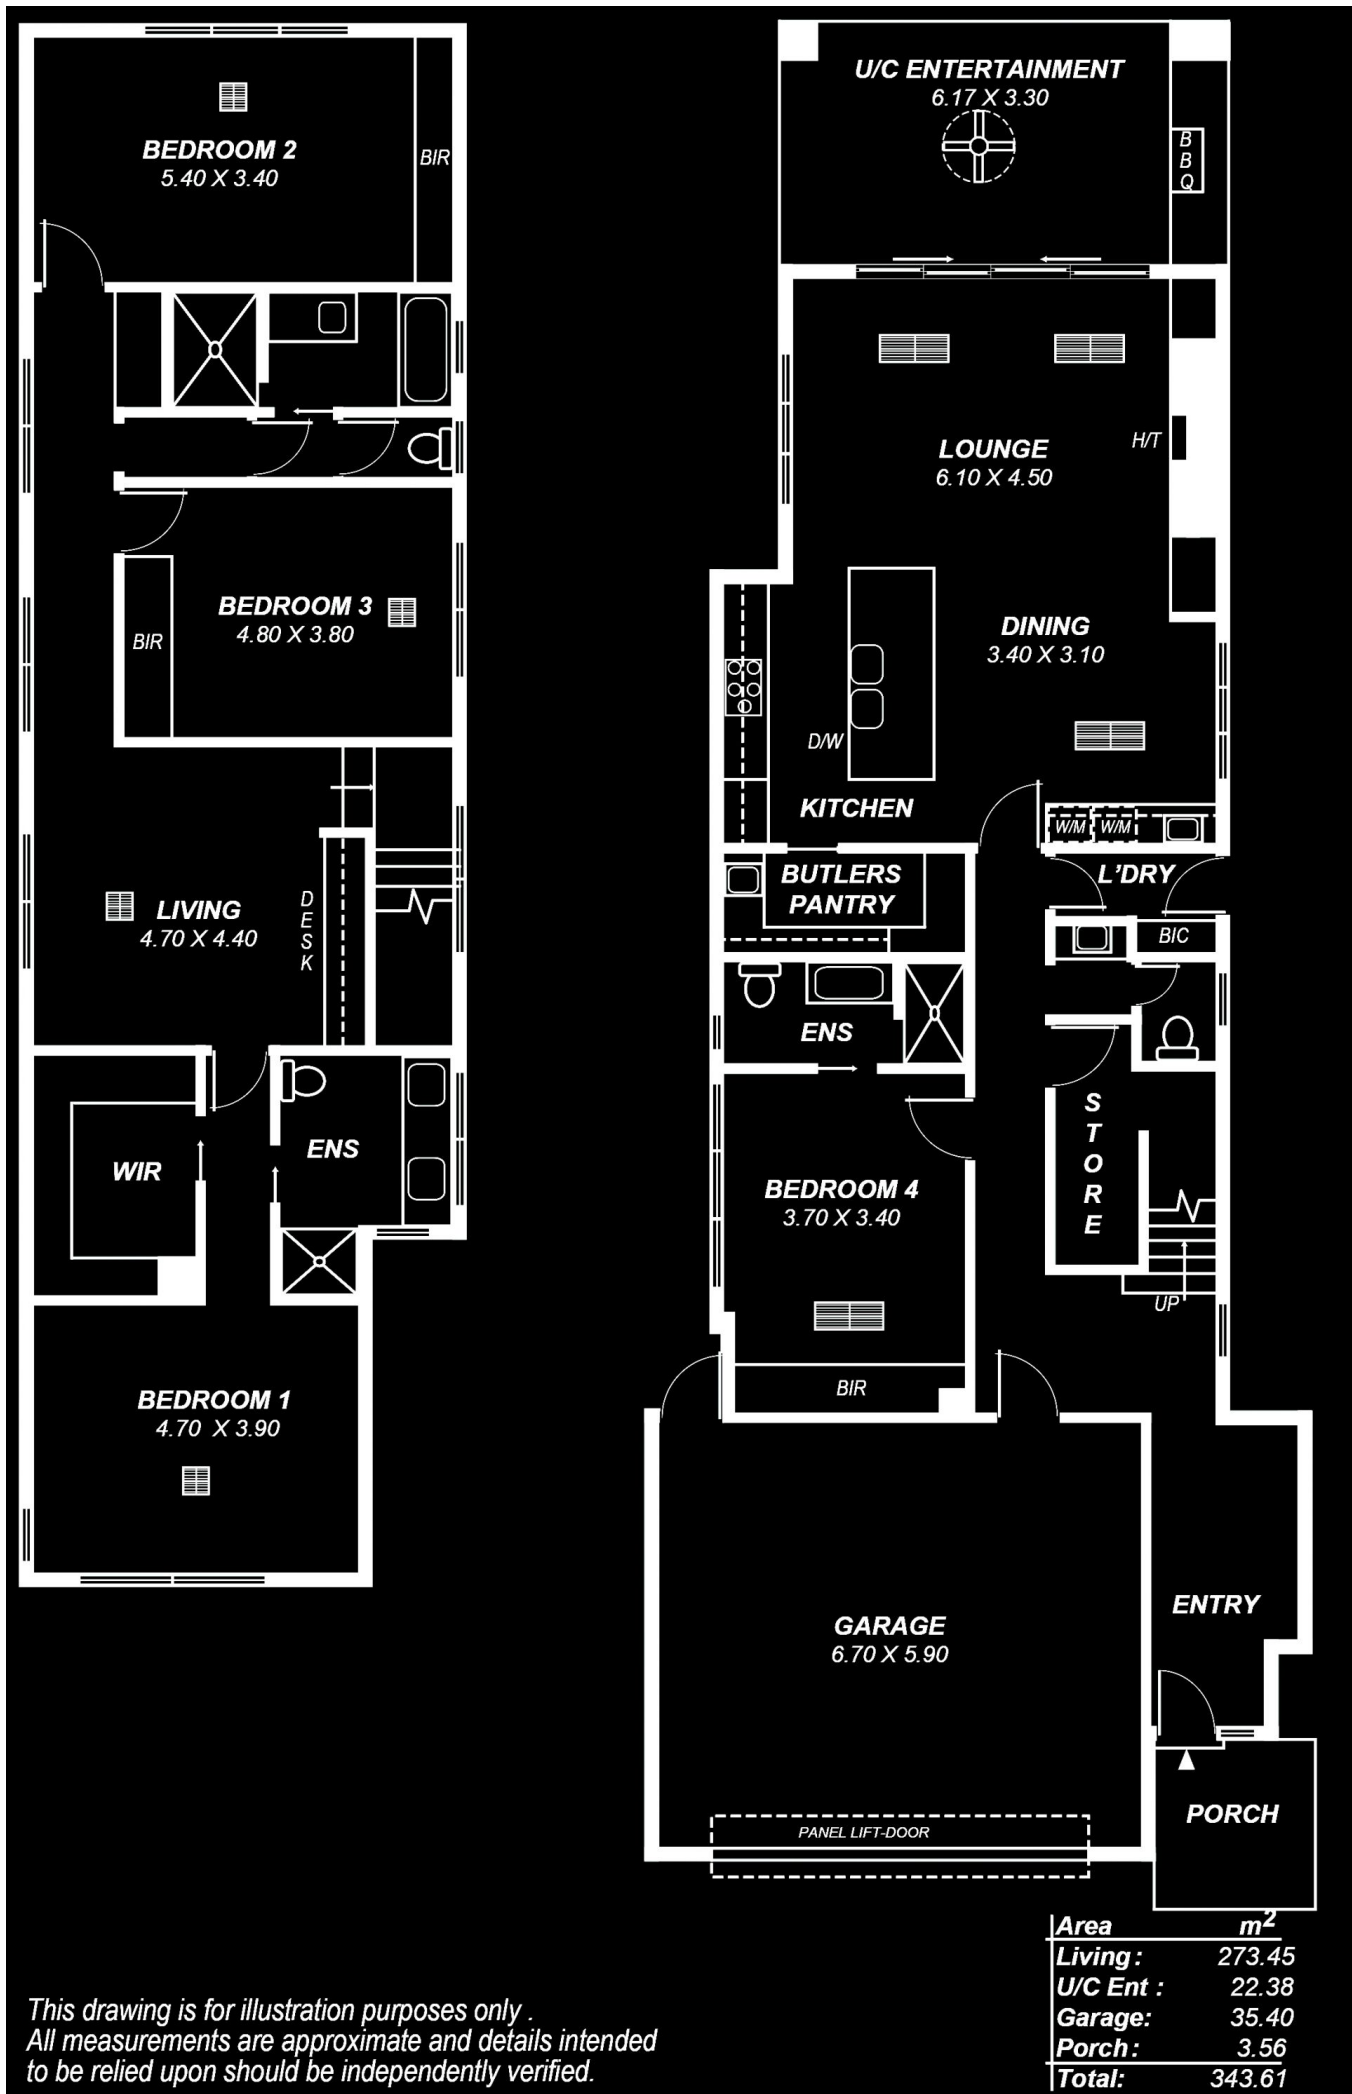 BEDROOM 2
5.40 X 3.40
BIR
BEDROOM 3
4.80 X 3.80
BIR
LIVING
4.70 X 4.40
DESK
WIR
ENS
BEDROOM 1
4.70 X 3.90
U/C ENTERTAINMENT
6.17 X 3.30
BBQ
LOUNGE
6.10 X 4.50
H/T
DINING
3.40 X 3.10
D/W
KITCHEN
W/M
W/M
BUTLERS
PANTRY
L'DRY
BIC
ENS
STORE
BEDROOM 4
3.70 X 3.40
UP
BIR
GARAGE
6.70 X 5.90
ENTRY
PANEL LIFT-DOOR
PORCH
Area m²
Living: 273.45
U/C Ent : 22.38
Garage: 35.40
Porch: 3.56
Total: 343.61
This drawing is for illustration purposes only .
All measurements are approximate and details intended
to be relied upon should be independently verified.